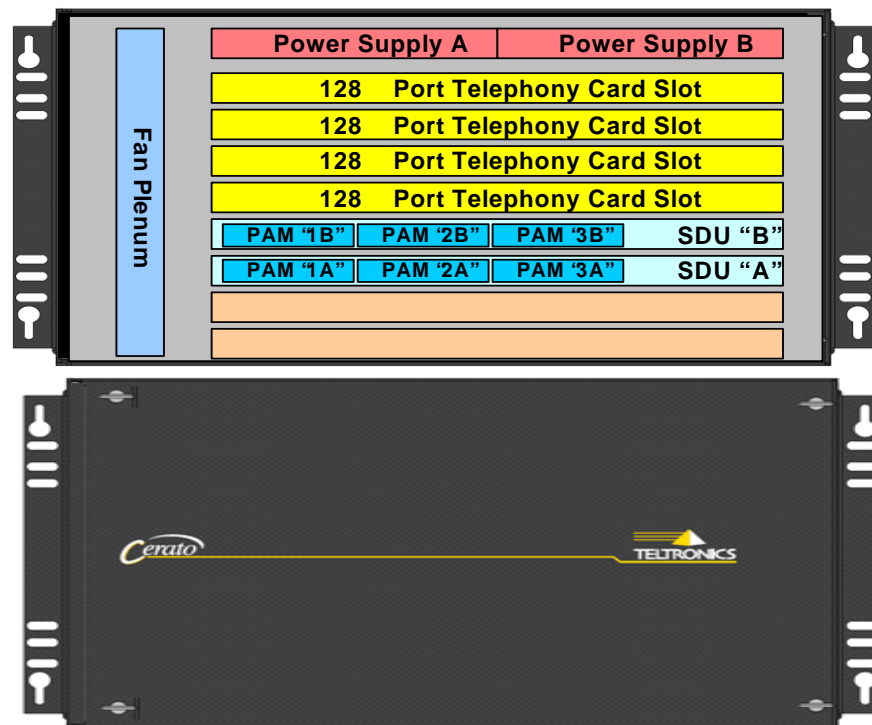 Power Supply A Power Supply B
128 Port Telephony Card Slot
128 Port Telephony Card Slot
128 Port Telephony Card Slot
128 Port Telephony Card Slot
Fan Plenum
PAM “1B” PAM “2B” PAM “3B” SDU “B”
PAM “1A” PAM “2A” PAM “3A” SDU “A”
Cerato
TELTRONICS